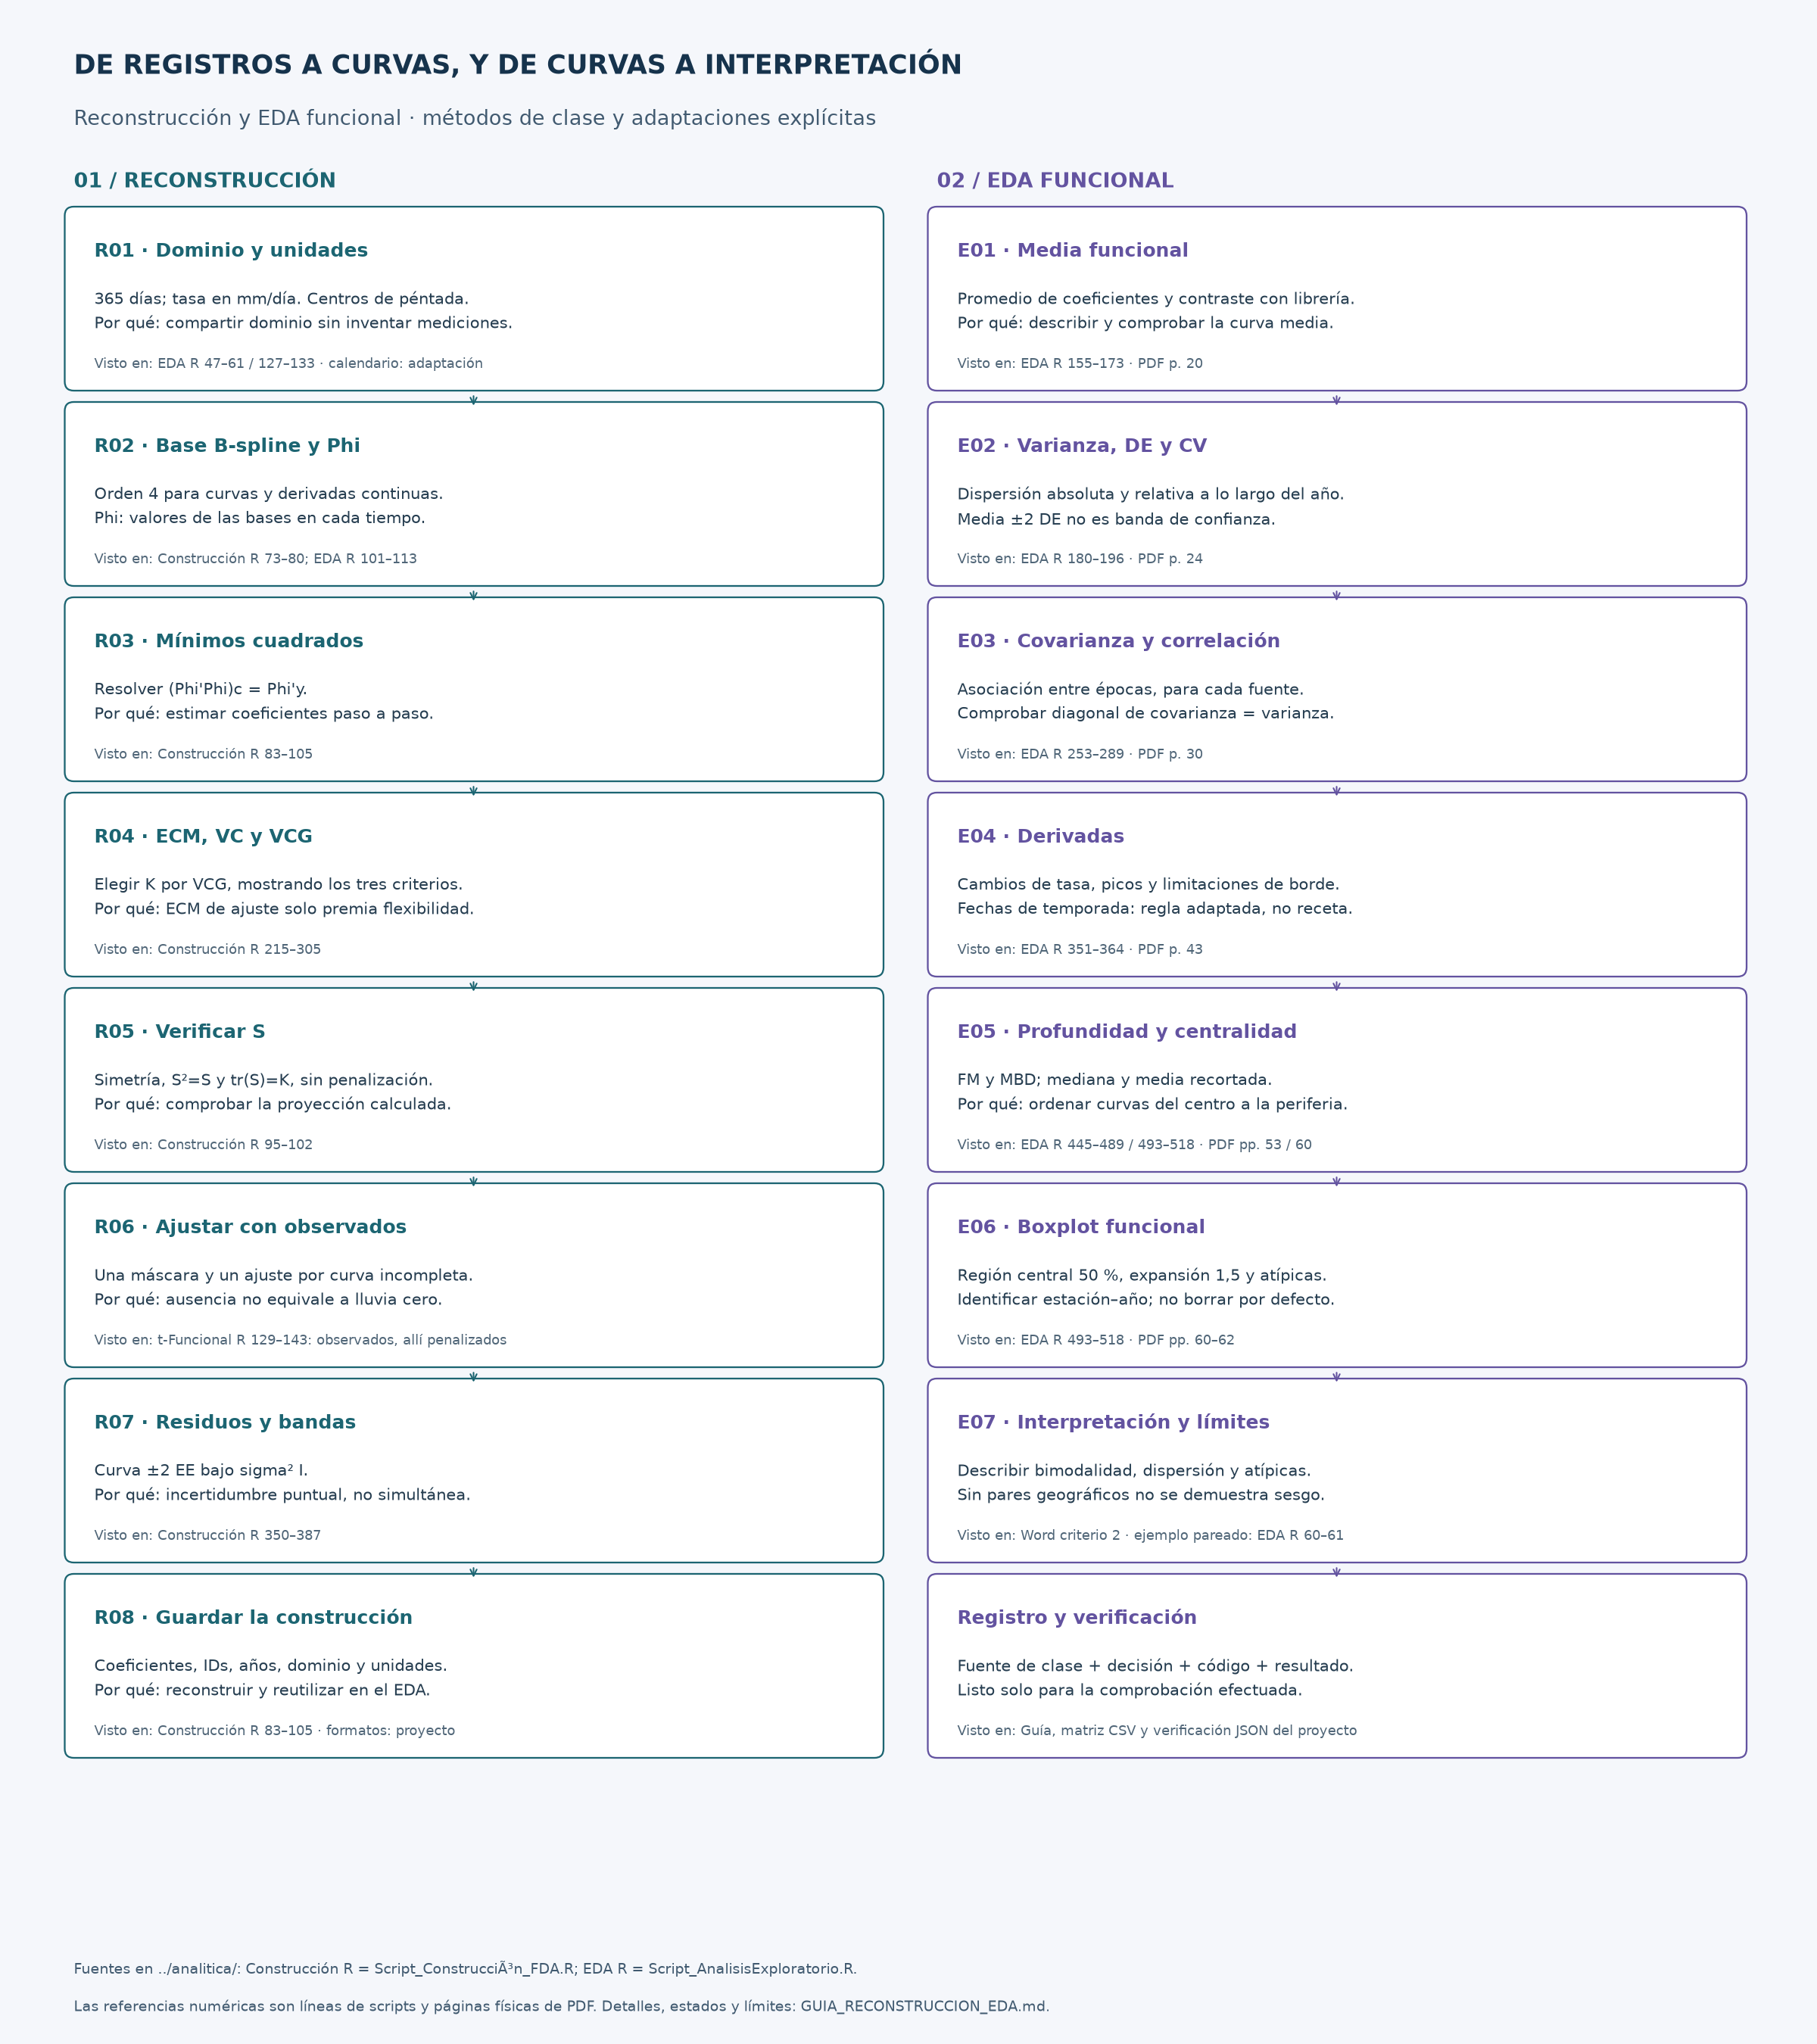 DE REGISTROS A CURVAS, Y DE CURVAS A INTERPRETACIÓN
Reconstrucción y EDA funcional · métodos de clase y adaptaciones explícitas
01 / RECONSTRUCCIÓN
R01 · Dominio y unidades
365 días; tasa en mm/día. Centros de péntada.
Por qué: compartir dominio sin inventar mediciones.
Visto en: EDA R 47–61 / 127–133 · calendario: adaptación
R02 · Base B-spline y Phi
Orden 4 para curvas y derivadas continuas.
Phi: valores de las bases en cada tiempo.
Visto en: Construcción R 73–80; EDA R 101–113
R03 · Mínimos cuadrados
Resolver (Phi'Phi)c = Phi'y.
Por qué: estimar coeficientes paso a paso.
Visto en: Construcción R 83–105
R04 · ECM, VC y VCG
Elegir K por VCG, mostrando los tres criterios.
Por qué: ECM de ajuste solo premia flexibilidad.
Visto en: Construcción R 215–305
R05 · Verificar S
Simetría, S²=S y tr(S)=K, sin penalización.
Por qué: comprobar la proyección calculada.
Visto en: Construcción R 95–102
R06 · Ajustar con observados
Una máscara y un ajuste por curva incompleta.
Por qué: ausencia no equivale a lluvia cero.
Visto en: t-Funcional R 129–143: observados, allí penalizados
R07 · Residuos y bandas
Curva ±2 EE bajo sigma² I.
Por qué: incertidumbre puntual, no simultánea.
Visto en: Construcción R 350–387
R08 · Guardar la construcción
Coeficientes, IDs, años, dominio y unidades.
Por qué: reconstruir y reutilizar en el EDA.
Visto en: Construcción R 83–105 · formatos: proyecto
02 / EDA FUNCIONAL
E01 · Media funcional
Promedio de coeficientes y contraste con librería.
Por qué: describir y comprobar la curva media.
Visto en: EDA R 155–173 · PDF p. 20
E02 · Varianza, DE y CV
Dispersión absoluta y relativa a lo largo del año.
Media ±2 DE no es banda de confianza.
Visto en: EDA R 180–196 · PDF p. 24
E03 · Covarianza y correlación
Asociación entre épocas, para cada fuente.
Comprobar diagonal de covarianza = varianza.
Visto en: EDA R 253–289 · PDF p. 30
E04 · Derivadas
Cambios de tasa, picos y limitaciones de borde.
Fechas de temporada: regla adaptada, no receta.
Visto en: EDA R 351–364 · PDF p. 43
E05 · Profundidad y centralidad
FM y MBD; mediana y media recortada.
Por qué: ordenar curvas del centro a la periferia.
Visto en: EDA R 445–489 / 493–518 · PDF pp. 53 / 60
E06 · Boxplot funcional
Región central 50 %, expansión 1,5 y atípicas.
Identificar estación–año; no borrar por defecto.
Visto en: EDA R 493–518 · PDF pp. 60–62
E07 · Interpretación y límites
Describir bimodalidad, dispersión y atípicas.
Sin pares geográficos no se demuestra sesgo.
Visto en: Word criterio 2 · ejemplo pareado: EDA R 60–61
Registro y verificación
Fuente de clase + decisión + código + resultado.
Listo solo para la comprobación efectuada.
Visto en: Guía, matriz CSV y verificación JSON del proyecto
Fuentes en ../analitica/: Construcción R = Script_ConstrucciÃ³n_FDA.R; EDA R = Script_AnalisisExploratorio.R.
Las referencias numéricas son líneas de scripts y páginas físicas de PDF. Detalles, estados y límites: GUIA_RECONSTRUCCION_EDA.md.